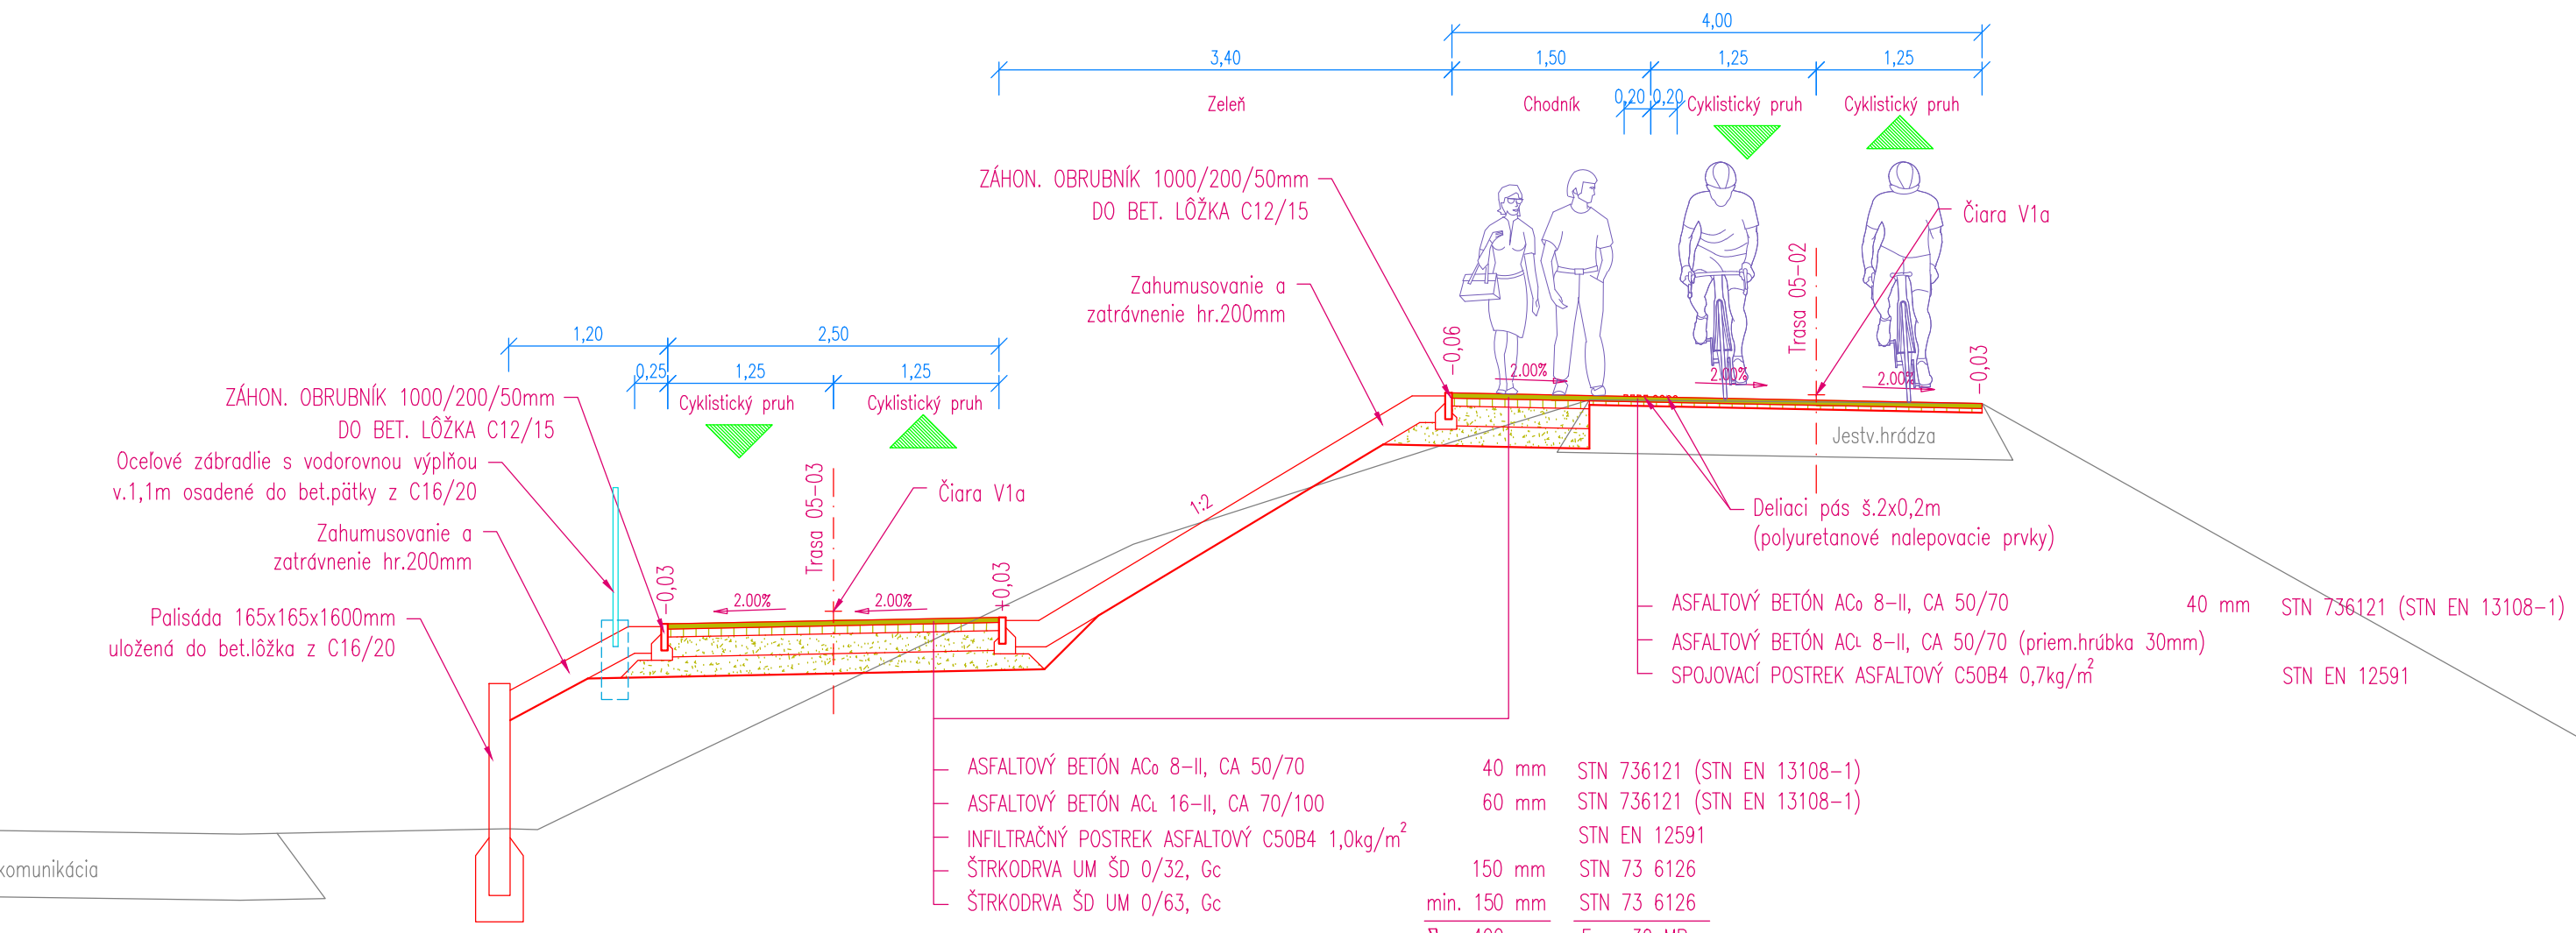 4,00
3,40
1,50
1,25
1,25
Zeleň
Chodník
0,20
0,20
Cyklistický pruh
Cyklistický pruh
ZÁHON. OBRUBNÍK 1000/200/50mm
DO BET. LÔŽKA C12/15
Čiara V1a
Trasa 05-02
Zahumusovanie a
zatrávnenie hr.200mm
-0,06
2.00%
2.00%
2.00%
-0,03
1,20
2,50
0,25
1,25
1,25
Cyklistický pruh
Cyklistický pruh
ZÁHON. OBRUBNÍK 1000/200/50mm
DO BET. LÔŽKA C12/15
Oceľové zábradlie s vodorovnou výplňou
v.1,1m osadené do bet.pätky z C16/20
Zahumusovanie a
zatrávnenie hr.200mm
Palisáda 165x165x1600mm
uložená do bet.lôžka z C16/20
Trasa 05-03
Čiara V1a
-0,03
2.00%
2.00%
+0,03
1:2
Jestv.hrádza
Deliaci pás š.2x0,2m
(polyuretanové nalepovacie prvky)
ASFALTOVÝ BETÓN ACo 8-II, CA 50/70 40 mm STN 736121 (STN EN 13108-1)
ASFALTOVÝ BETÓN ACL 8-II, CA 50/70 (priem.hrúbka 30mm)
SPOJOVACÍ POSTREK ASFALTOVÝ C50B4 0,7kg/m² STN EN 12591
ASFALTOVÝ BETÓN ACo 8-II, CA 50/70 40 mm STN 736121 (STN EN 13108-1)
ASFALTOVÝ BETÓN ACL 16-II, CA 70/100 60 mm STN 736121 (STN EN 13108-1)
INFILTRAČNÝ POSTREK ASFALTOVÝ C50B4 1,0kg/m² STN EN 12591
ŠTRKODRVA UM ŠD 0/32, Gc 150 mm STN 73 6126
ŠTRKODRVA ŠD UM 0/63, Gc min. 150 mm STN 73 6126
komunikácia